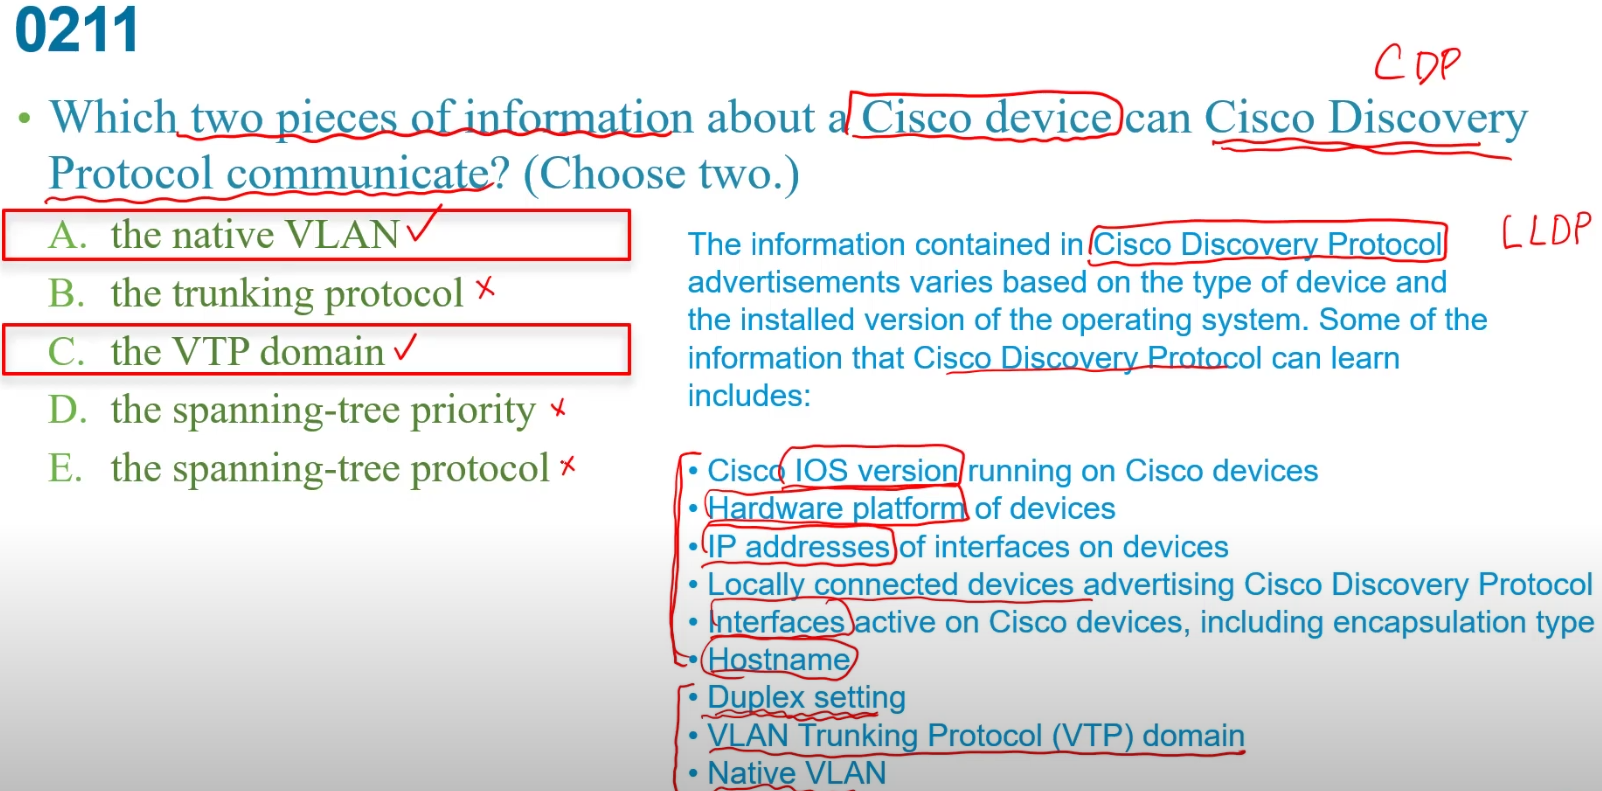 0211
CDP
• Which two pieces of information about a Cisco device can Cisco Discovery
Protocol communicate? (Choose two.)
A. the native VLAN ✓
B. the trunking protocol ×
C. the VTP domain ✓
D. the spanning-tree priority ×
E. the spanning-tree protocol ×
LLDP
The information contained in Cisco Discovery Protocol
advertisements varies based on the type of device and
the installed version of the operating system. Some of the
information that Cisco Discovery Protocol can learn
includes:
• Cisco IOS version running on Cisco devices
• Hardware platform of devices
• IP addresses of interfaces on devices
• Locally connected devices advertising Cisco Discovery Protocol
• Interfaces active on Cisco devices, including encapsulation type
• Hostname
• Duplex setting
• VLAN Trunking Protocol (VTP) domain
• Native VLAN